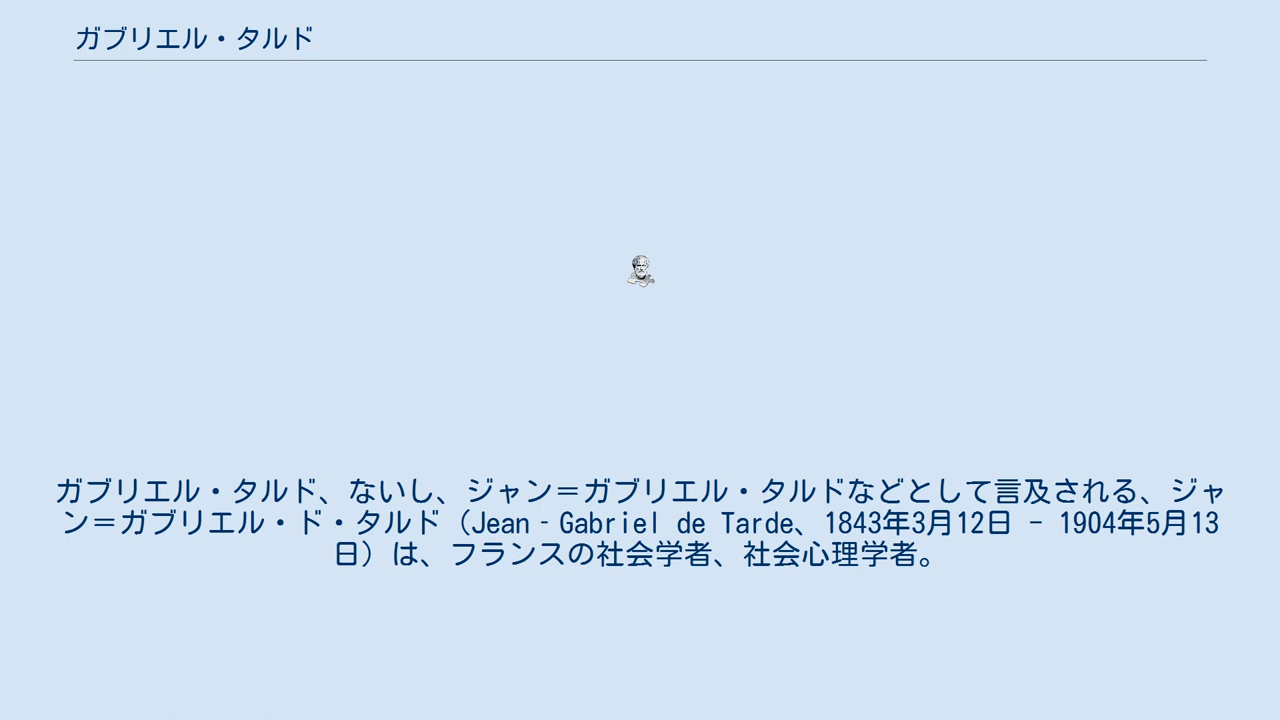 ガブリエル・タルド
ガブリエル・タルド、ないし、ジャン＝ガブリエル・タルドなどとして言及される、ジャ
ン＝ガブリエル・ド・タルド（Jean‐Gabriel de Tarde、1843年3月12日 - 1904年5月13
日）は、フランスの社会学者、社会心理学者。